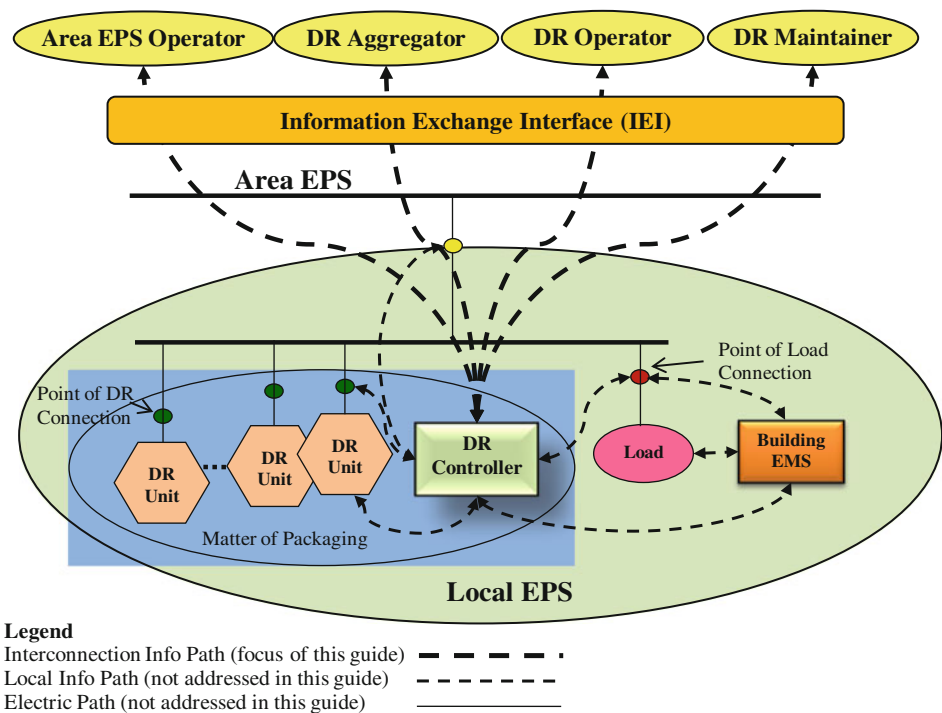 Area EPS Operator
DR Aggregator
DR Operator
DR Maintainer
Information Exchange Interface (IEI)
Area EPS
Point of Load
Connection
Point of DR
Connection
DR
Unit
DR
Unit
DR
Unit
DR
Controller
Load
Building
EMS
Matter of Packaging
Local EPS
Legend
Interconnection Info Path (focus of this guide)
Local Info Path (not addressed in this guide)
Electric Path (not addressed in this guide)